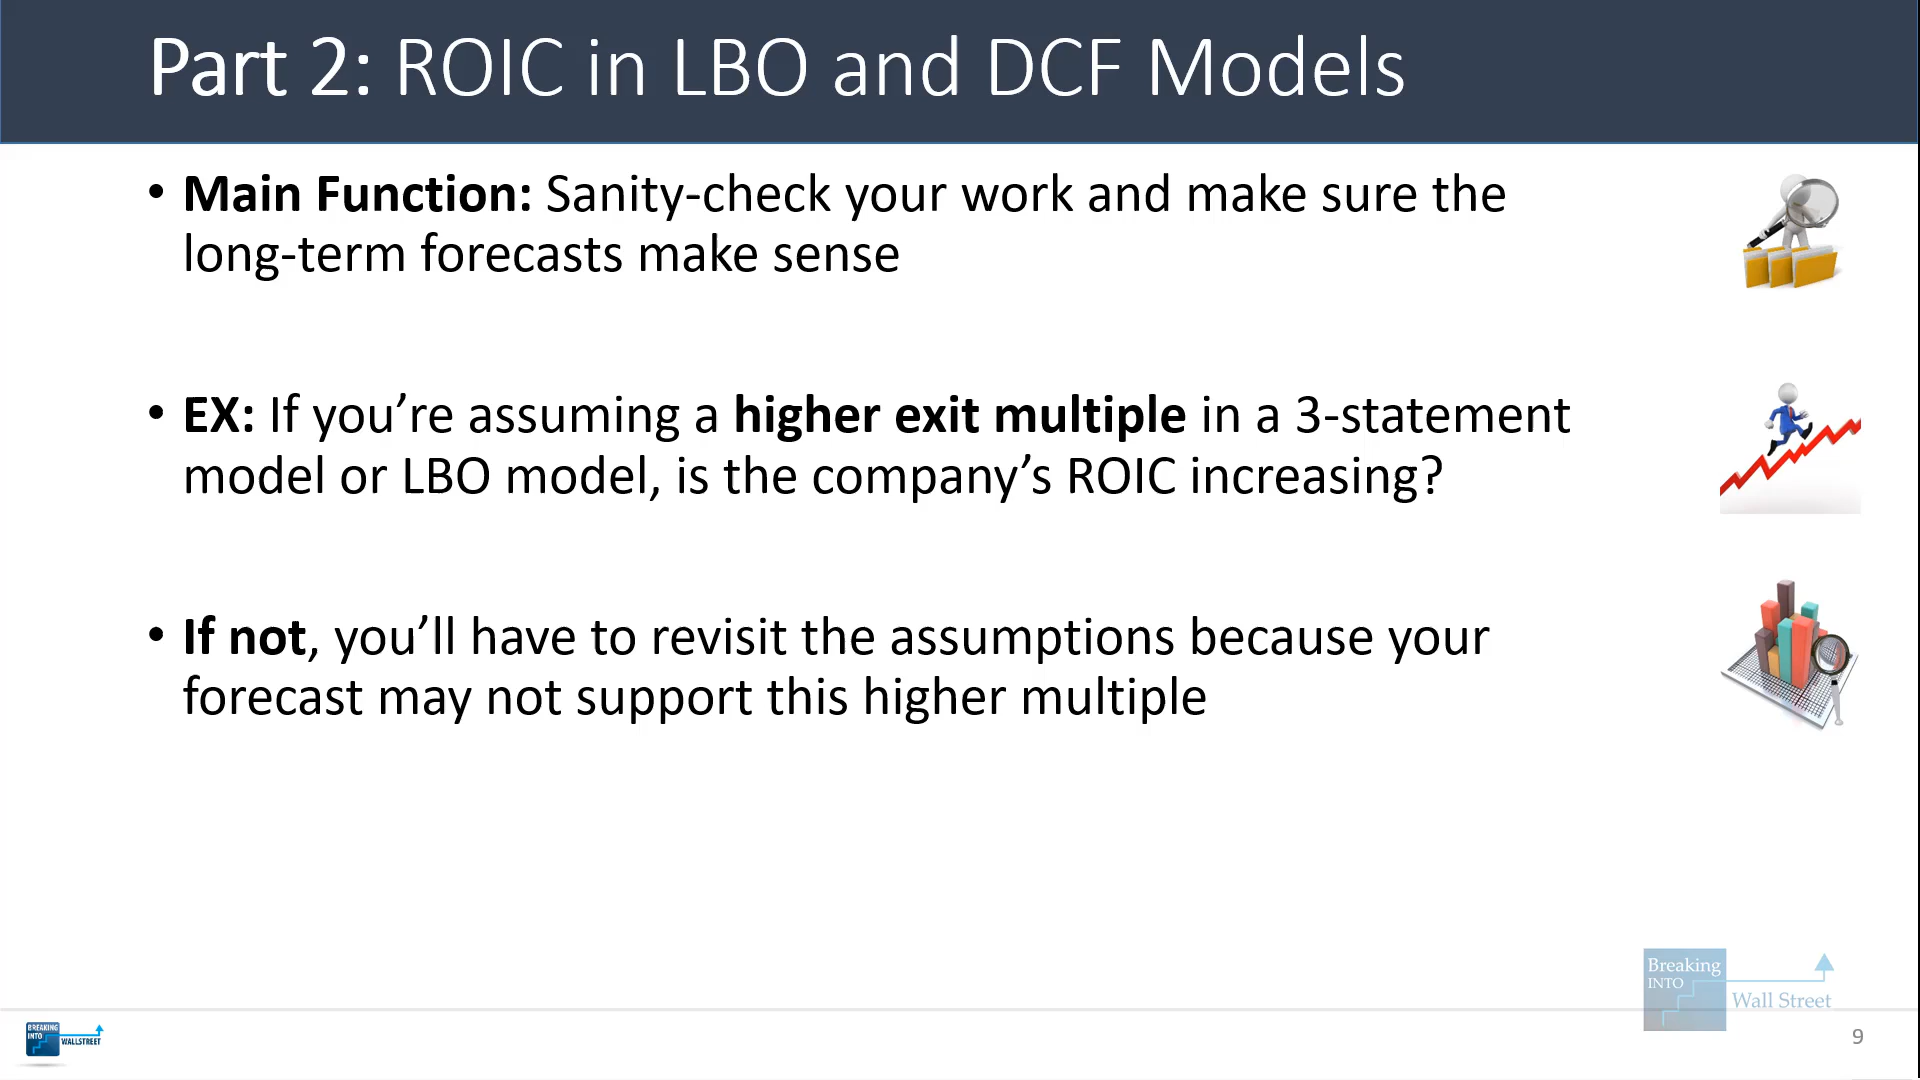 Part 2: ROIC in LBO and DCF Models
• Main Function: Sanity-check your work and make sure the
long-term forecasts make sense
• EX: If you’re assuming a higher exit multiple in a 3-statement
model or LBO model, is the company’s ROIC increasing?
• If not, you’ll have to revisit the assumptions because your
forecast may not support this higher multiple
Breaking
INTO
Wall Street
BREAKING
INTO
WALLSTREET
9